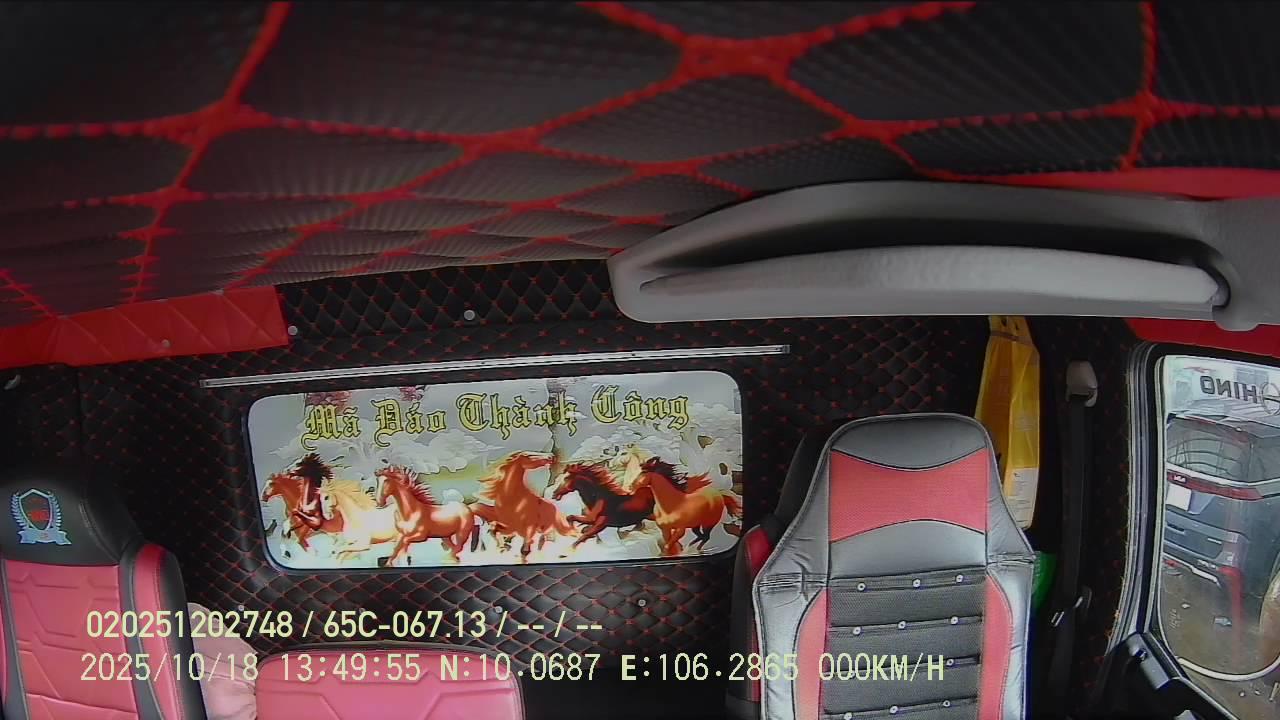 HINO
Mã Đáo Thành Công
020251202748 / 65C-067.13 / -- / --
2025/10/18 13:49:55 N:10.0687 E:106.2865 000KM/H